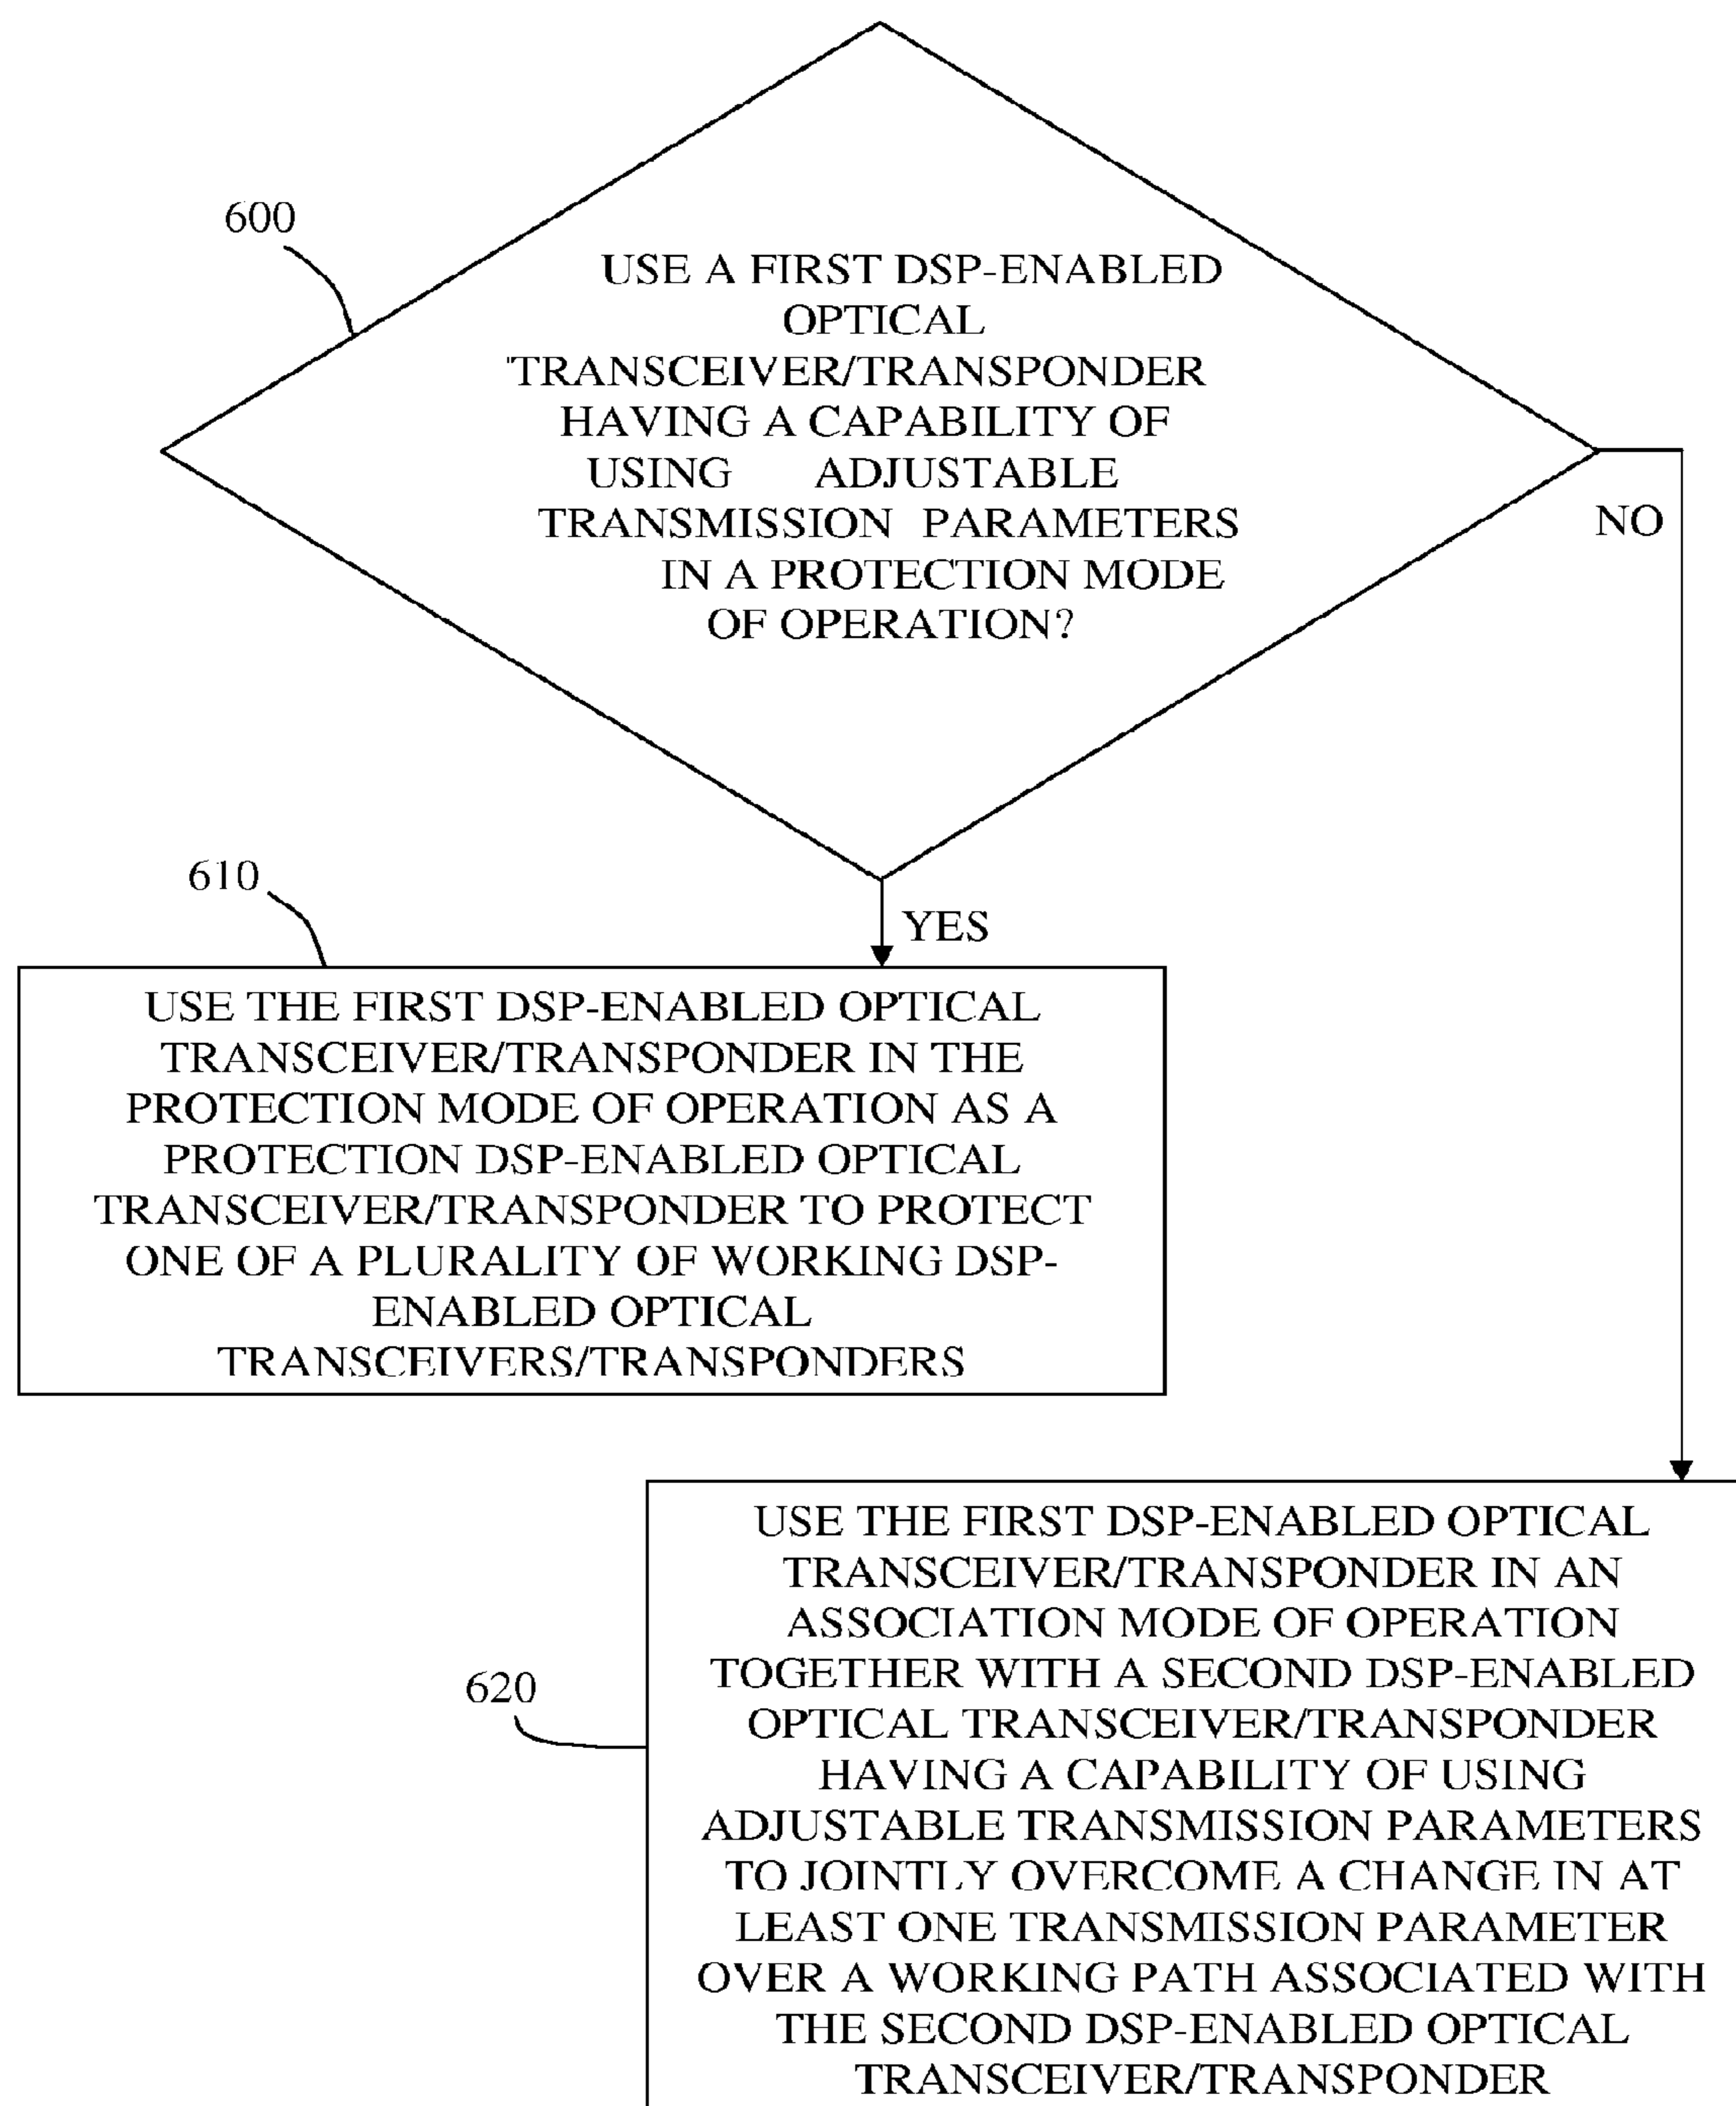 600
USE A FIRST DSP-ENABLED
OPTICAL
TRANSCEIVER/TRANSPONDER
HAVING A CAPABILITY OF
USING ADJUSTABLE
TRANSMISSION PARAMETERS
IN A PROTECTION MODE
OF OPERATION?
NO
610
YES
USE THE FIRST DSP-ENABLED OPTICAL
TRANSCEIVER/TRANSPONDER IN THE
PROTECTION MODE OF OPERATION AS A
PROTECTION DSP-ENABLED OPTICAL
TRANSCEIVER/TRANSPONDER TO PROTECT
ONE OF A PLURALITY OF WORKING DSP-
ENABLED OPTICAL
TRANSCEIVERS/TRANSPONDERS
620
USE THE FIRST DSP-ENABLED OPTICAL
TRANSCEIVER/TRANSPONDER IN AN
ASSOCIATION MODE OF OPERATION
TOGETHER WITH A SECOND DSP-ENABLED
OPTICAL TRANSCEIVER/TRANSPONDER
HAVING A CAPABILITY OF USING
ADJUSTABLE TRANSMISSION PARAMETERS
TO JOINTLY OVERCOME A CHANGE IN AT
LEAST ONE TRANSMISSION PARAMETER
OVER A WORKING PATH ASSOCIATED WITH
THE SECOND DSP-ENABLED OPTICAL
TRANSCEIVER/TRANSPONDER